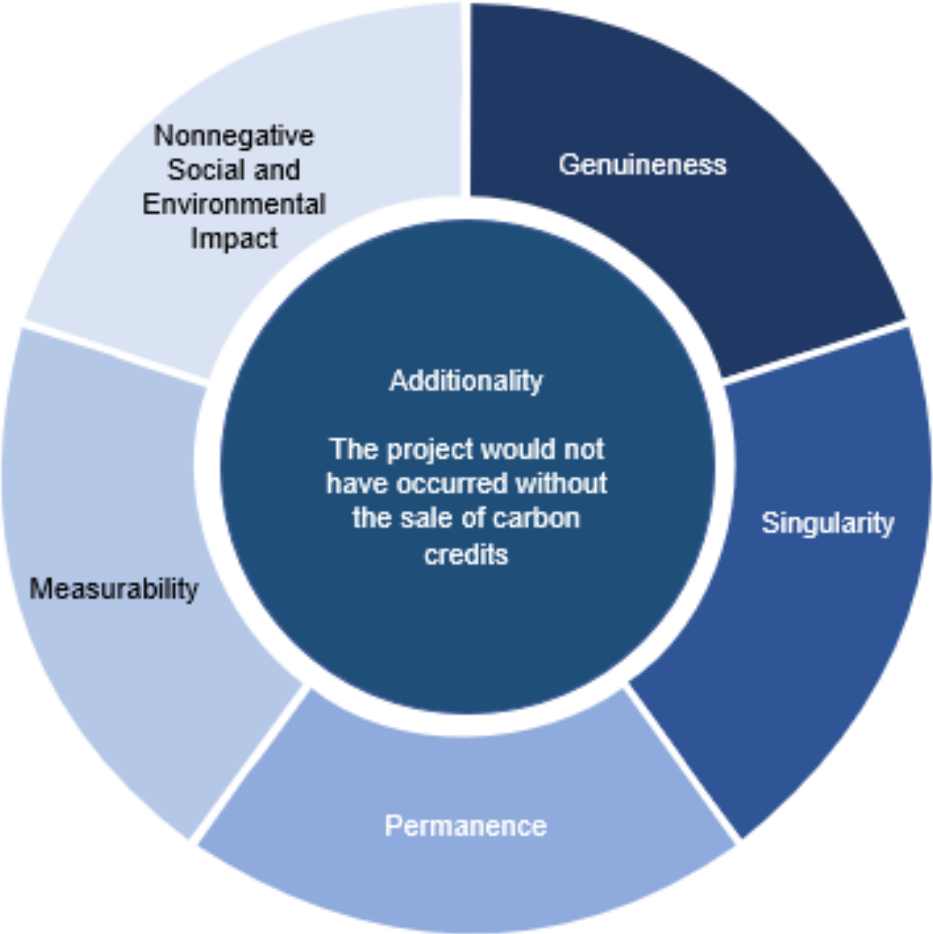 Nonnegative
Social and
Environmental
Impact
Genuineness
Additionality
The project would not
have occurred without
the sale of carbon
credits
Singularity
Measurability
Permanence